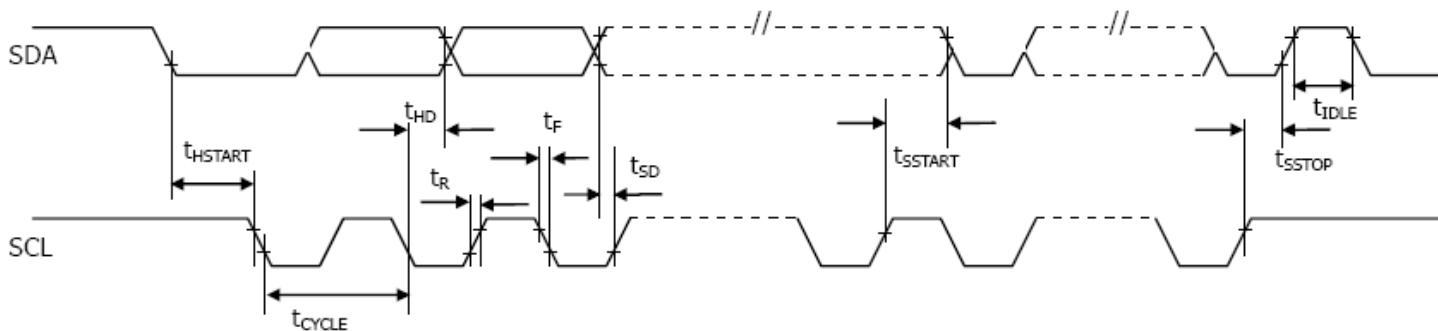 // //
SDA
tHD tF tIDLE
tHSTART tSSTART tSSTOP
tR tSD
SCL
tCYCLE